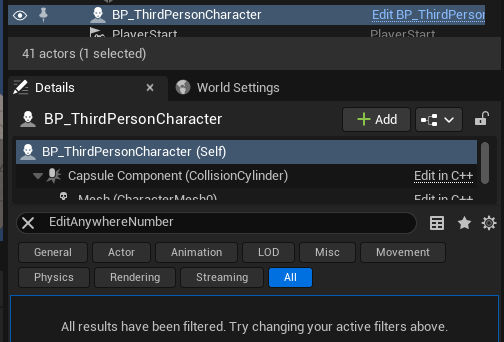 BP_ThirdPersonCharacter Edit BP_ThirdPerson
PlayerStart PlayerStart
41 actors (1 selected)
Details World Settings
BP_ThirdPersonCharacter Add
BP_ThirdPersonCharacter (Self)
Capsule Component (CollisionCylinder) Edit in C++
Mesh (CharacterMesh0) Edit in C++
EditAnywhereNumber
General Actor Animation LOD Misc Movement
Physics Rendering Streaming All
All results have been filtered. Try changing your active filters above.